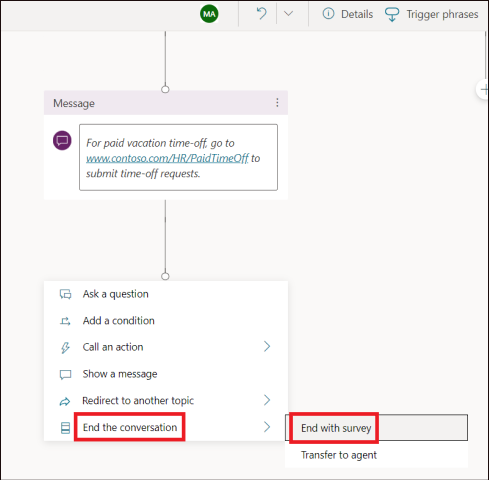 MA
Details
Trigger phrases
Message
For paid vacation time-off, go to
www.contoso.com/HR/PaidTimeOff to
submit time-off requests.
Ask a question
Add a condition
Call an action
Show a message
Redirect to another topic
End the conversation
End with survey
Transfer to agent